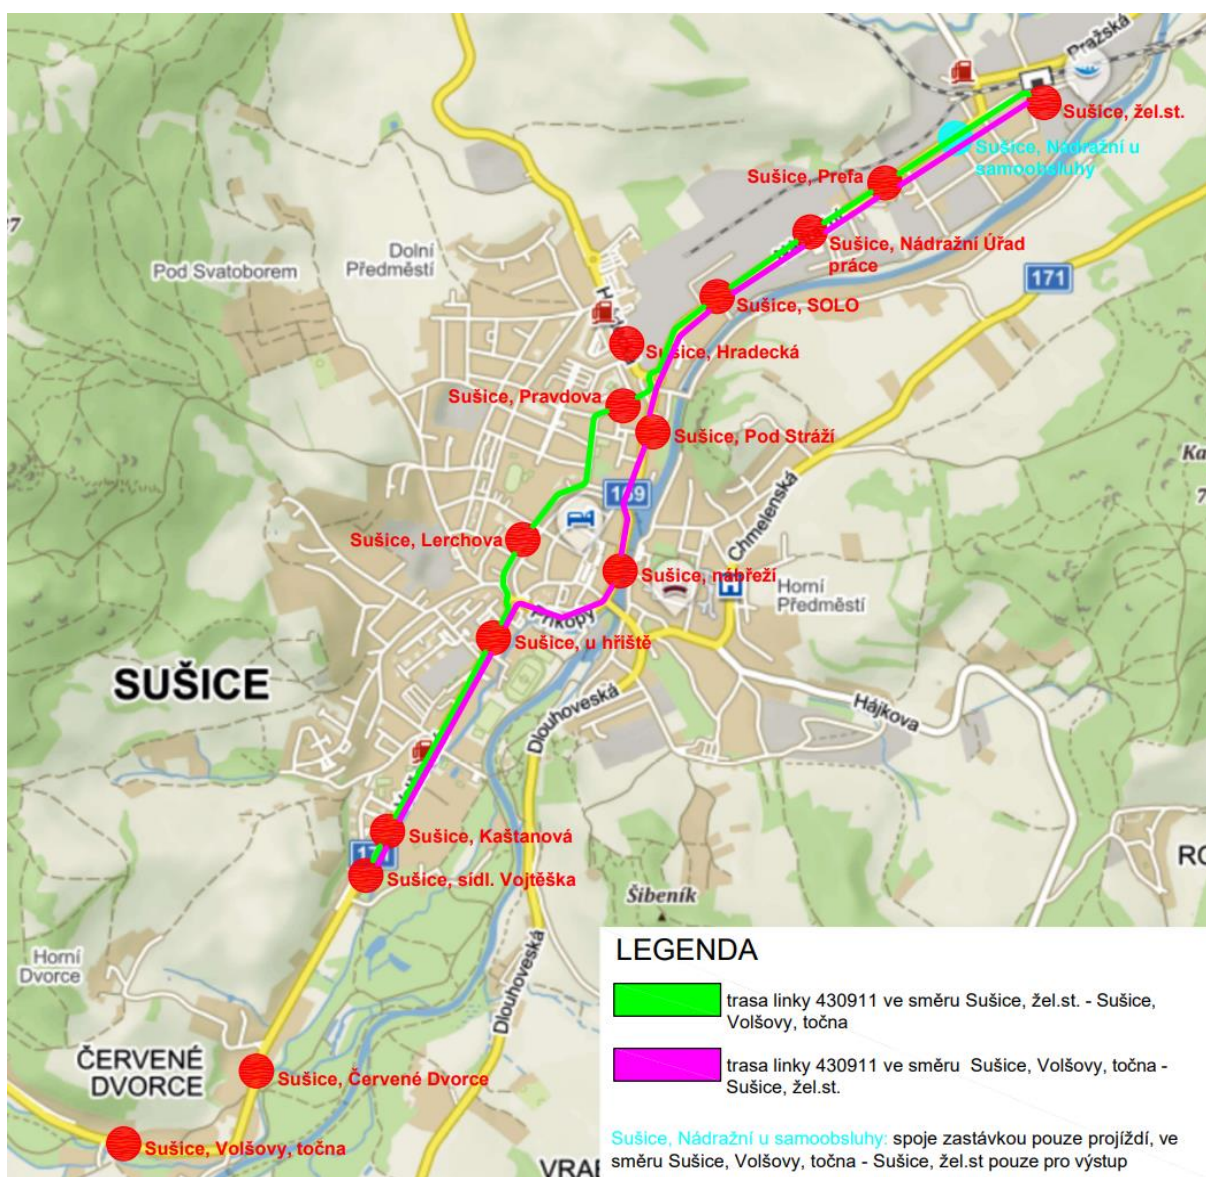 Pražská
Sušice, žel.st.
Sušice, Nádražní u
samoobsluhy
Sušice, Prefa
Sušice, Nádražní Úřad
práce
171
Dolní
Předměstí
Pod Svatoborem
Sušice, SOLO
Sušice, Hradecká
Sušice, Pravdova
Sušice, Pod Stráží
169
Chmelenská
Sušice, Lerchova
Sušice, nábřeží
H
Horní
Předměstí
Příkopy
Sušice, u hřiště
SUŠICE
Dlouhoveská
Hájkova
Sušice, Kaštanová
Sušice, sídl. Vojtěška
Šibeník
Horní
Dvorce
Dlouhoveská
ČERVENÉ
DVORCE
Sušice, Červené Dvorce
Sušice, Volšovy, točna
LEGENDA
trasa linky 430911 ve směru Sušice, žel.st. - Sušice,
Volšovy, točna
trasa linky 430911 ve směru Sušice, Volšovy, točna -
Sušice, žel.st.
Sušice, Nádražní u samoobsluhy: spoje zastávkou pouze projíždí, ve
směru Sušice, Volšovy, točna - Sušice, žel.st pouze pro výstup